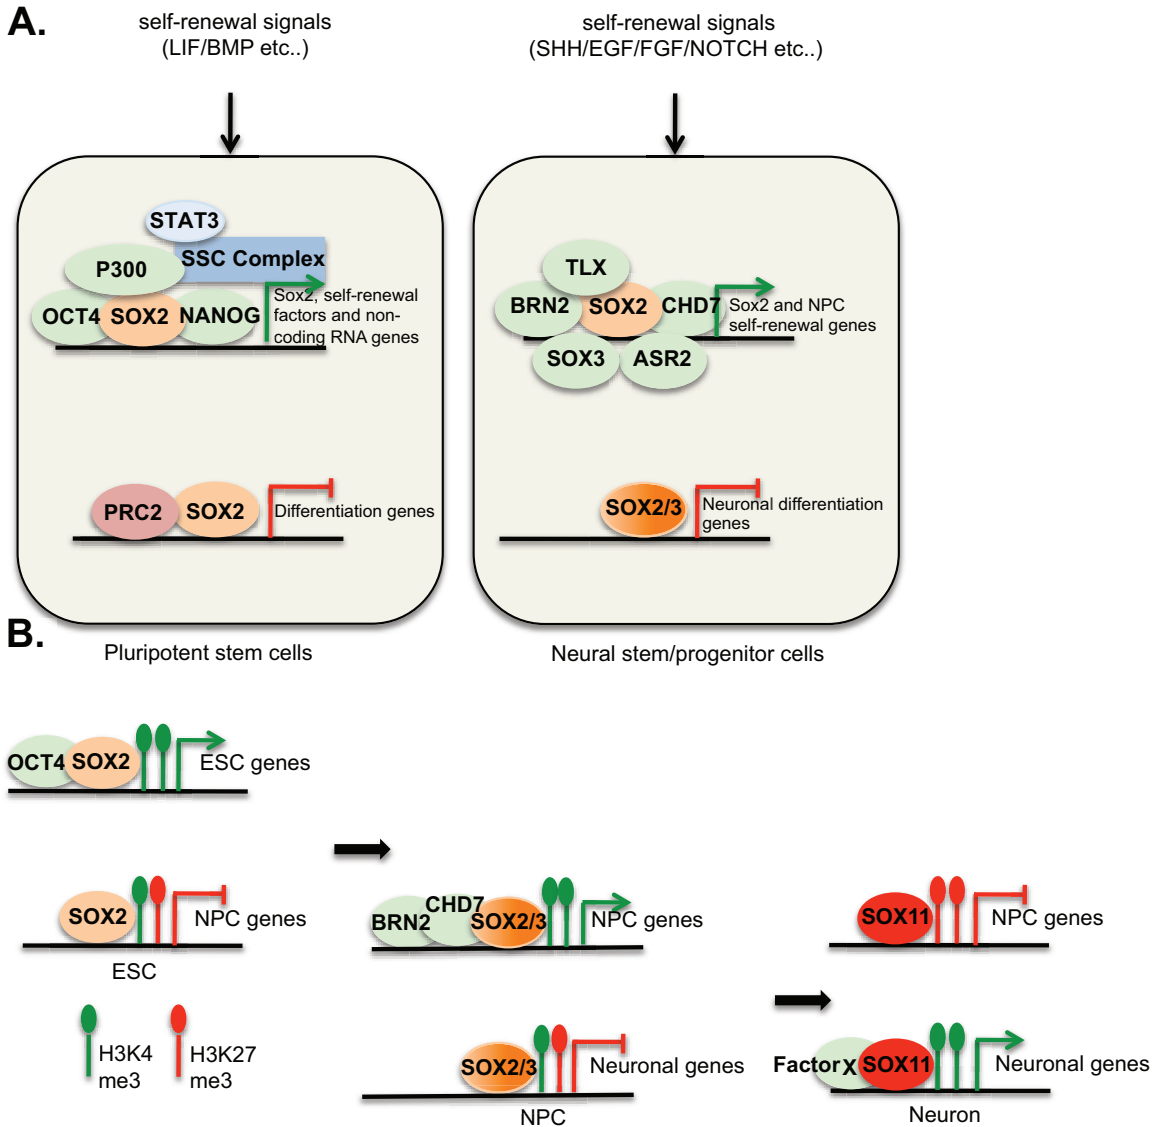 A.
self-renewal signals
(LIF/BMP etc..)
self-renewal signals
(SHH/EGF/FGF/NOTCH etc..)
STAT3
SSC Complex
P300
OCT4 SOX2 NANOG
Sox2, self-renewal
factors and non-
coding RNA genes
PRC2 SOX2
Differentiation genes
Pluripotent stem cells
TLX
BRN2 SOX2 CHD7
SOX3 ASR2
Sox2 and NPC
self-renewal genes
SOX2/3
Neuronal differentiation
genes
Neural stem/progenitor cells
B.
OCT4 SOX2
ESC genes
SOX2
NPC genes
ESC
H3K4
me3
H3K27
me3
BRN2 CHD7 SOX2/3
NPC genes
SOX2/3
Neuronal genes
NPC
SOX11
NPC genes
FactorX SOX11
Neuronal genes
Neuron